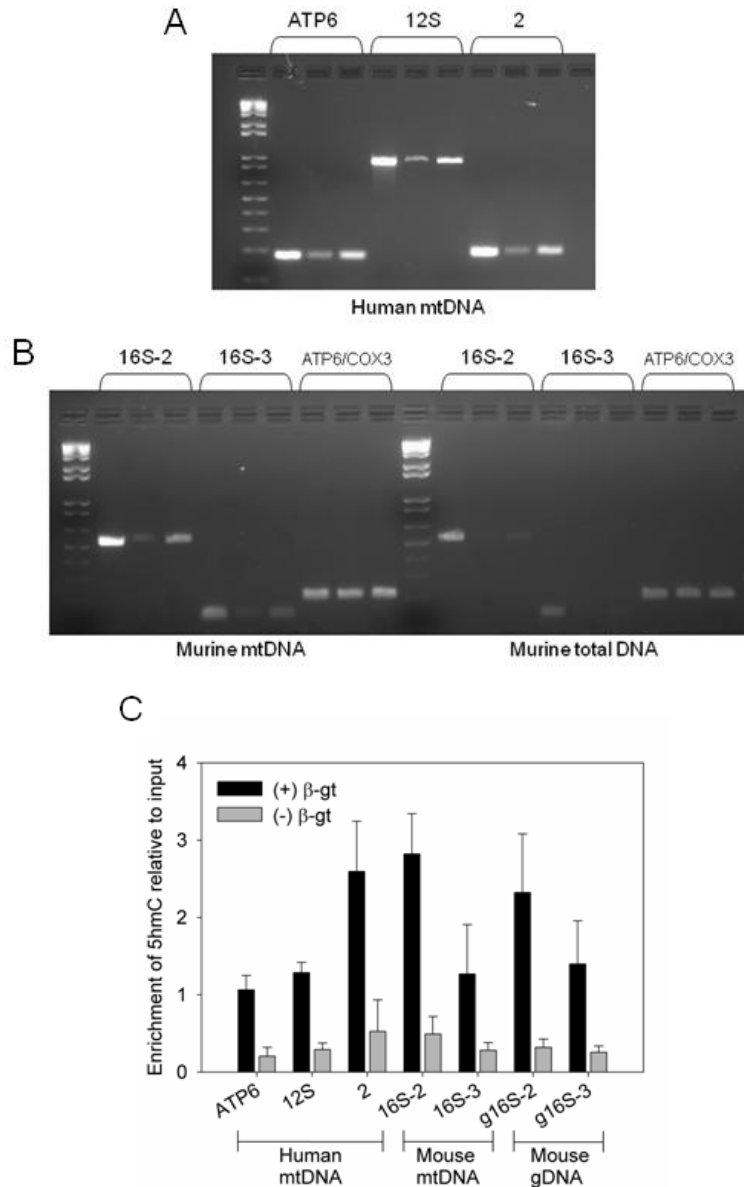 A
ATP6 12S 2
Human mtDNA
B
16S-2 16S-3 ATP6/COX3 16S-2 16S-3 ATP6/COX3
Murine mtDNA Murine total DNA
C
Enrichment of 5hmC relative to input
4
3
2
1
0
(+) β-gt
(-) β-gt
ATP6 12S 2 16S-2 16S-3 g16S-2 g16S-3
Human mtDNA
Mouse mtDNA
Mouse gDNA